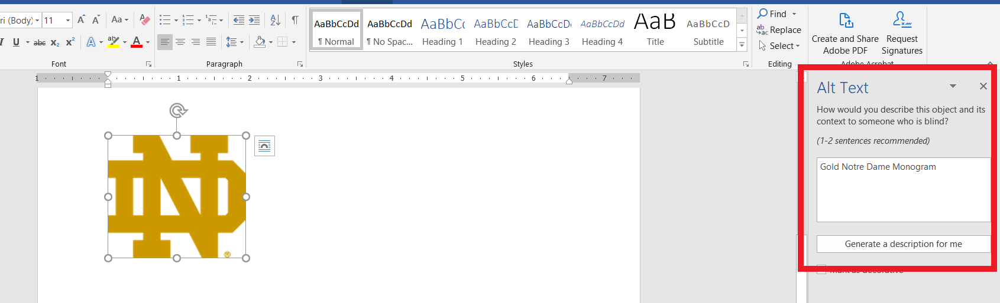 ri (Body) 11 Aa
I U abc x₂ x² A ab A
Font
Paragraph
AaBbCcDd AaBbCcDd AaBbC AaBbCcD AaBbCcD AaBbCcDd AaB AaBbCcD
¶ Normal ¶ No Spac... Heading 1 Heading 2 Heading 3 Heading 4 Title Subtitle
Styles
Find
Replace
Select
Editing
Create and Share
Adobe PDF
Request
Signatures
Adobe Acrobat
1 1 2 3 4 5 6 7
ND
®
Alt Text
How would you describe this object and its
context to someone who is blind?
(1-2 sentences recommended)
Gold Notre Dame Monogram
Generate a description for me
Mark as decorative